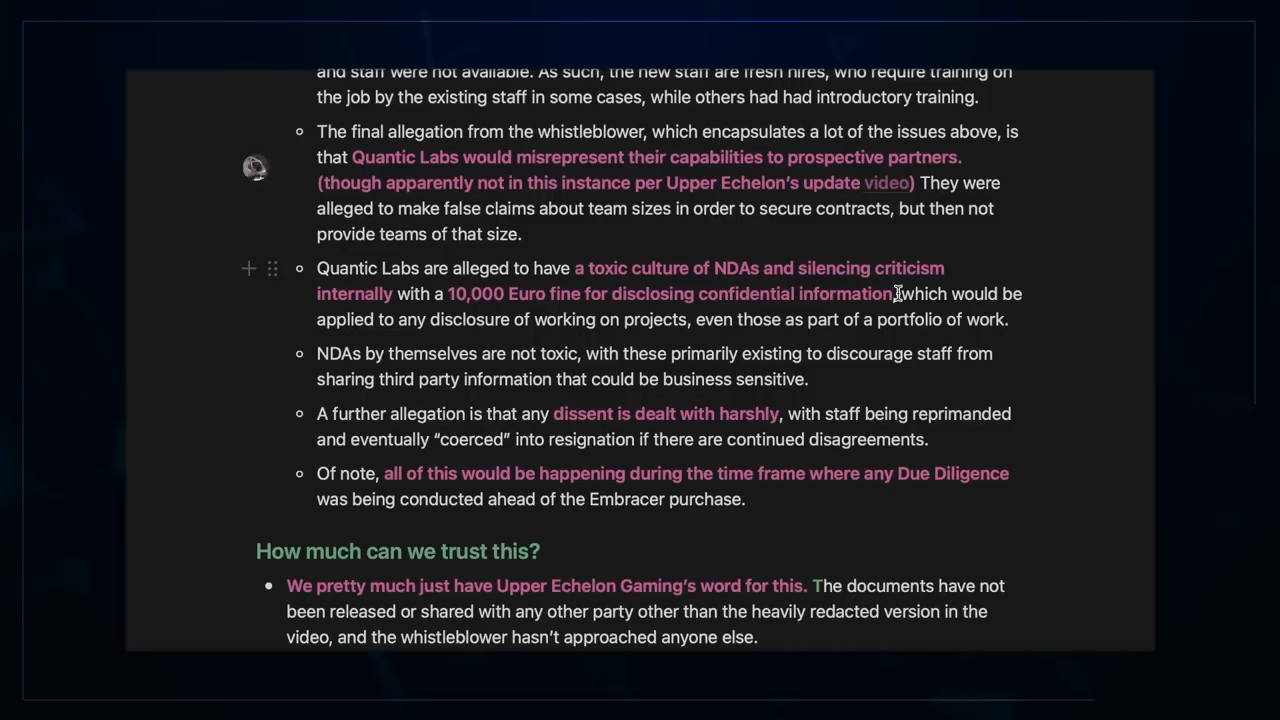 and staff were not available. As such, the new staff are fresh hires, who require training on
the job by the existing staff in some cases, while others had had introductory training.
The final allegation from the whistleblower, which encapsulates a lot of the issues above, is
that Quantic Labs would misrepresent their capabilities to prospective partners.
(though apparently not in this instance per Upper Echelon's update video) They were
alleged to make false claims about team sizes in order to secure contracts, but then not
provide teams of that size.
Quantic Labs are alleged to have a toxic culture of NDAs and silencing criticism
internally with a 10,000 Euro fine for disclosing confidential information, which would be
applied to any disclosure of working on projects, even those as part of a portfolio of work.
NDAs by themselves are not toxic, with these primarily existing to discourage staff from
sharing third party information that could be business sensitive.
A further allegation is that any dissent is dealt with harshly, with staff being reprimanded
and eventually “coerced” into resignation if there are continued disagreements.
Of note, all of this would be happening during the time frame where any Due Diligence
was being conducted ahead of the Embracer purchase.
How much can we trust this?
We pretty much just have Upper Echelon Gaming's word for this. The documents have not
been released or shared with any other party other than the heavily redacted version in the
video, and the whistleblower hasn't approached anyone else.